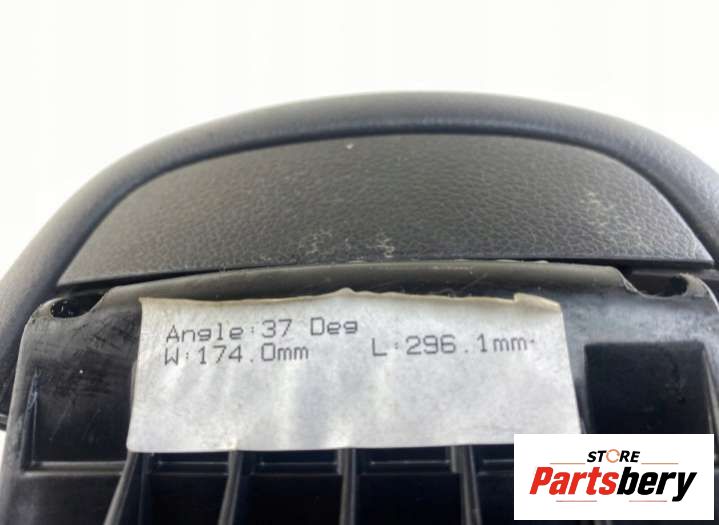 Angle:37 Deg
W:174.0mm L:296.1mm
STORE
Partsbery